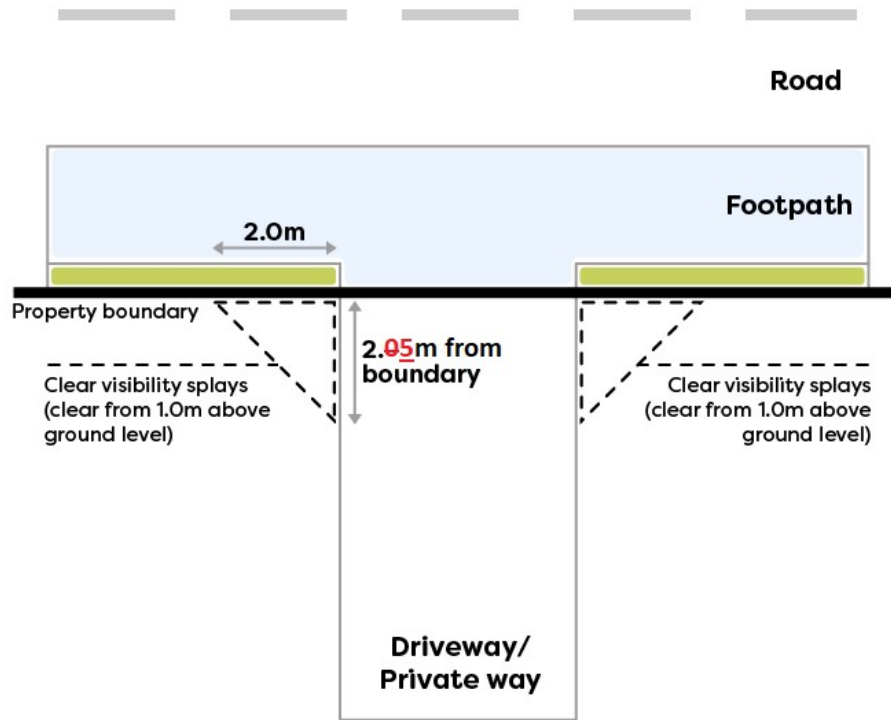 Road
Footpath
2.0m
Property boundary
2.05m from
boundary
Clear visibility splays
(clear from 1.0m above
ground level)
Clear visibility splays
(clear from 1.0m above
ground level)
Driveway/
Private way